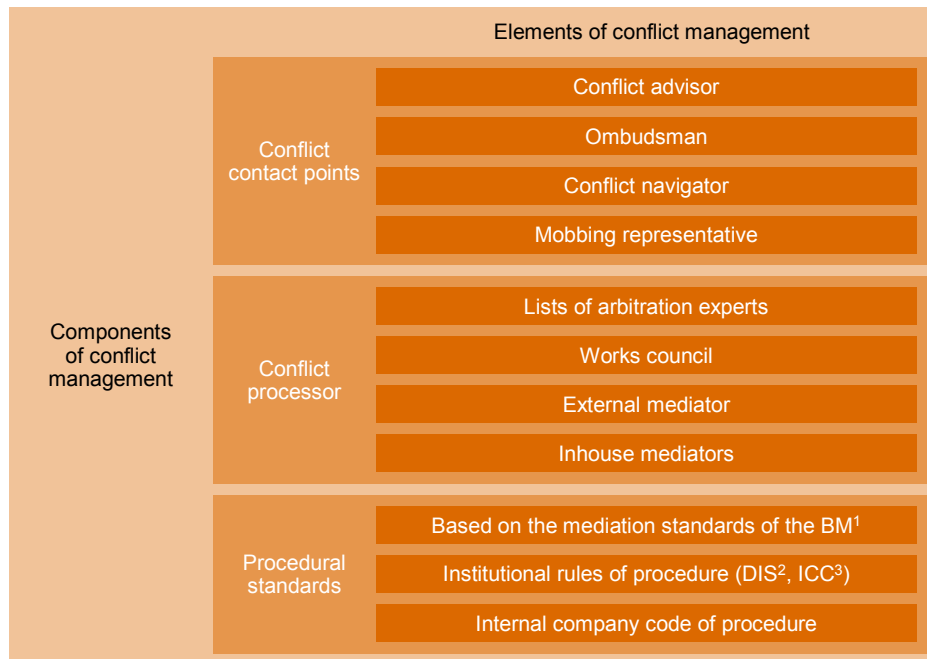 Elements of conflict management
Components
of conflict
management
Conflict
contact points
Conflict advisor
Ombudsman
Conflict navigator
Mobbing representative
Conflict
processor
Lists of arbitration experts
Works council
External mediator
Inhouse mediators
Procedural
standards
Based on the mediation standards of the BM¹
Institutional rules of procedure (DIS², ICC³)
Internal company code of procedure